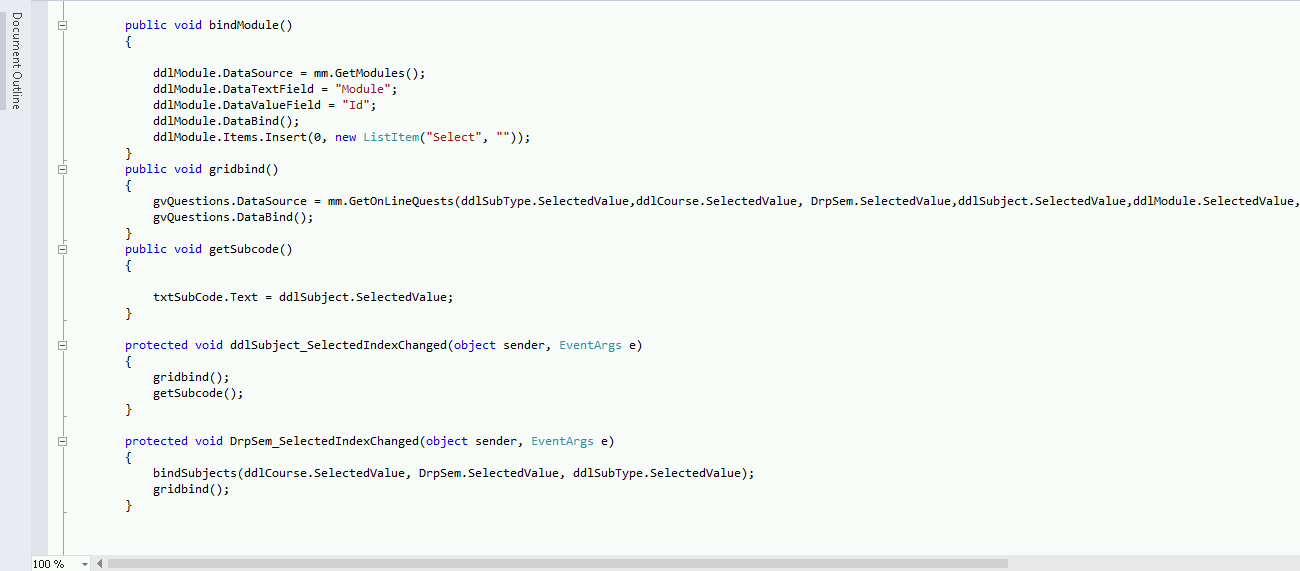 Document Outline
public void bindModule()
{
ddlModule.DataSource = mm.GetModules();
ddlModule.DataTextField = "Module";
ddlModule.DataValueField = "Id";
ddlModule.DataBind();
ddlModule.Items.Insert(0, new ListItem("Select", ""));
}
public void gridbind()
{
gvQuestions.DataSource = mm.GetOnLineQuests(ddlSubType.SelectedValue,ddlCourse.SelectedValue, DrpSem.SelectedValue,ddlSubject.SelectedValue,ddlModule.SelectedValue,
gvQuestions.DataBind();
}
public void getSubcode()
{
txtSubCode.Text = ddlSubject.SelectedValue;
}
protected void ddlSubject_SelectedIndexChanged(object sender, EventArgs e)
{
gridbind();
getSubcode();
}
protected void DrpSem_SelectedIndexChanged(object sender, EventArgs e)
{
bindSubjects(ddlCourse.SelectedValue, DrpSem.SelectedValue, ddlSubType.SelectedValue);
gridbind();
}
100 %